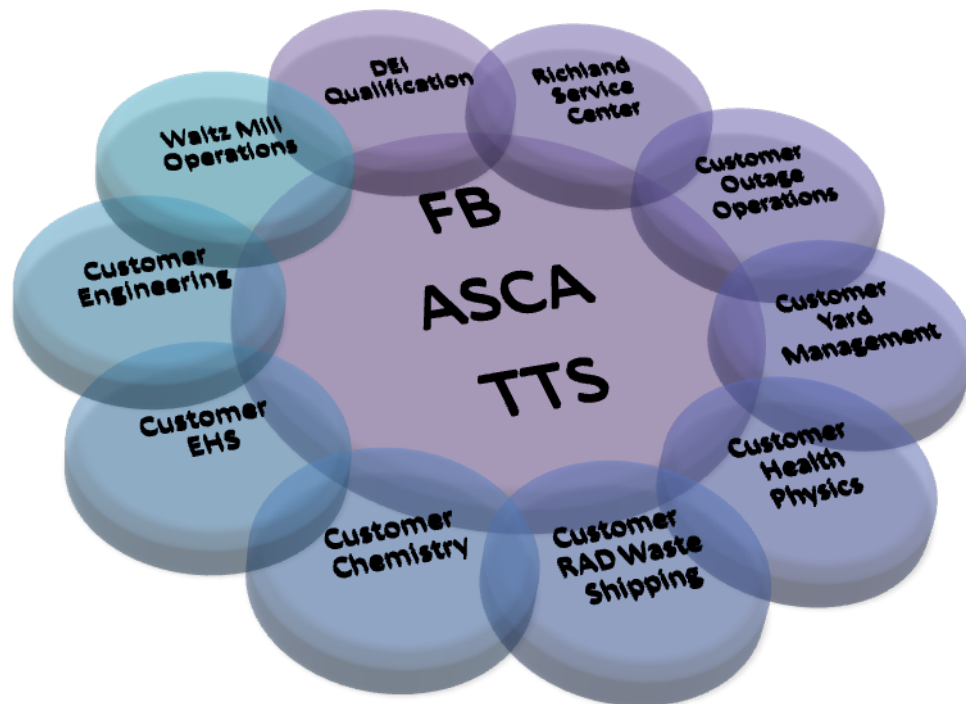 DEI
Qualification
Richland
Service
Center
Waltz Mill
Operations
FB
Customer
Outage
Operations
Customer
Engineering
ASCA
Customer
Yard
Management
TTS
Customer
EHS
Customer
Health
Physics
Customer
Chemistry
Customer
RAD Waste
Shipping